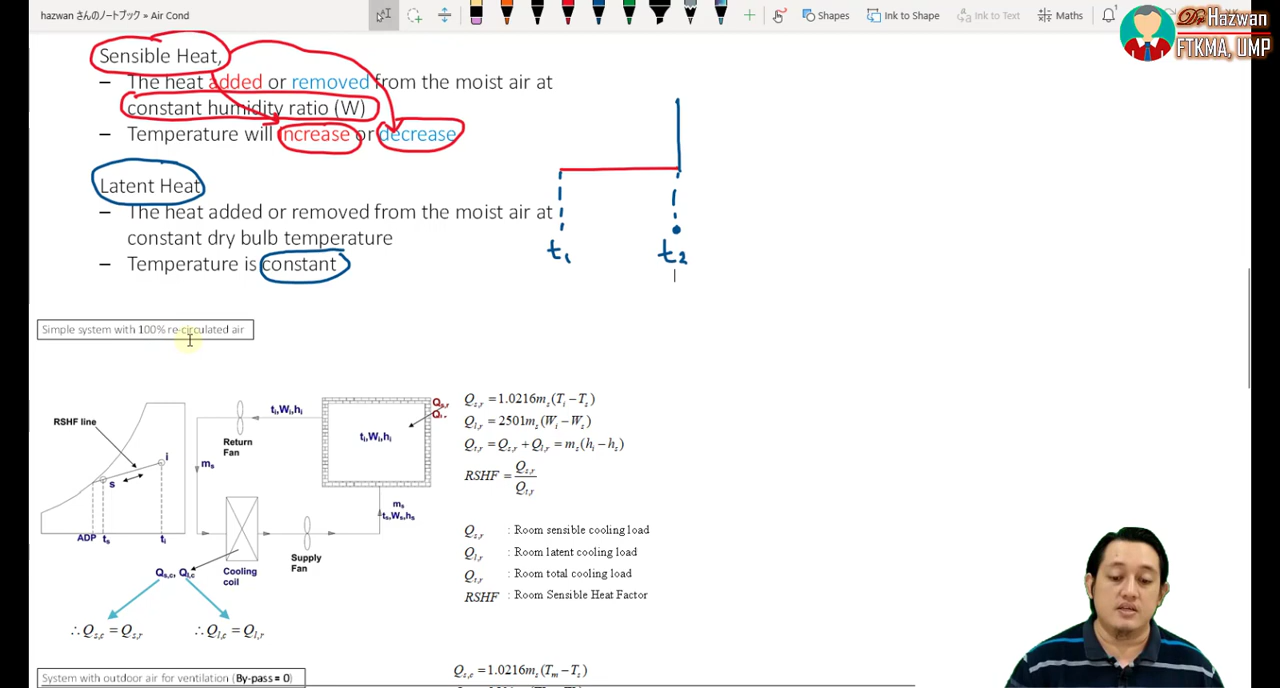 hazwan さんのノートブック » Air Cond
Shapes
Ink to Shape
Ink to Text
Maths
Dr Hazwan
FTKMA, UMP
Sensible Heat,
– The heat added or removed from the moist air at
constant humidity ratio (W)
– Temperature will increase or decrease
Latent Heat
– The heat added or removed from the moist air at
constant dry bulb temperature
– Temperature is constant
t1
t2
Simple system with 100% re-circulated air
RSHF line
i
s
ADP ts ti
ti,Wi,hi
Return
Fan
ms
ti,Wi,hi
Qs,r
ms
ts,Ws,hs
Supply
Fan
Cooling
coil
Qs,c, Ql,c
∴Qs,c = Qs,r
∴Ql,c = Ql,r
Qs,r = 1.0216ms(Ti – Ts)
Ql,r = 2501ms(Wi – Ws)
Qt,r = Qs,r + Ql,r = ms(hi – hs)
RSHF = Qs,r / Qt,r
Qs,r : Room sensible cooling load
Ql,r : Room latent cooling load
Qt,r : Room total cooling load
RSHF : Room Sensible Heat Factor
System with outdoor air for ventilation (By-pass = 0)
Qs,c = 1.0216ms(Tm – Ts)